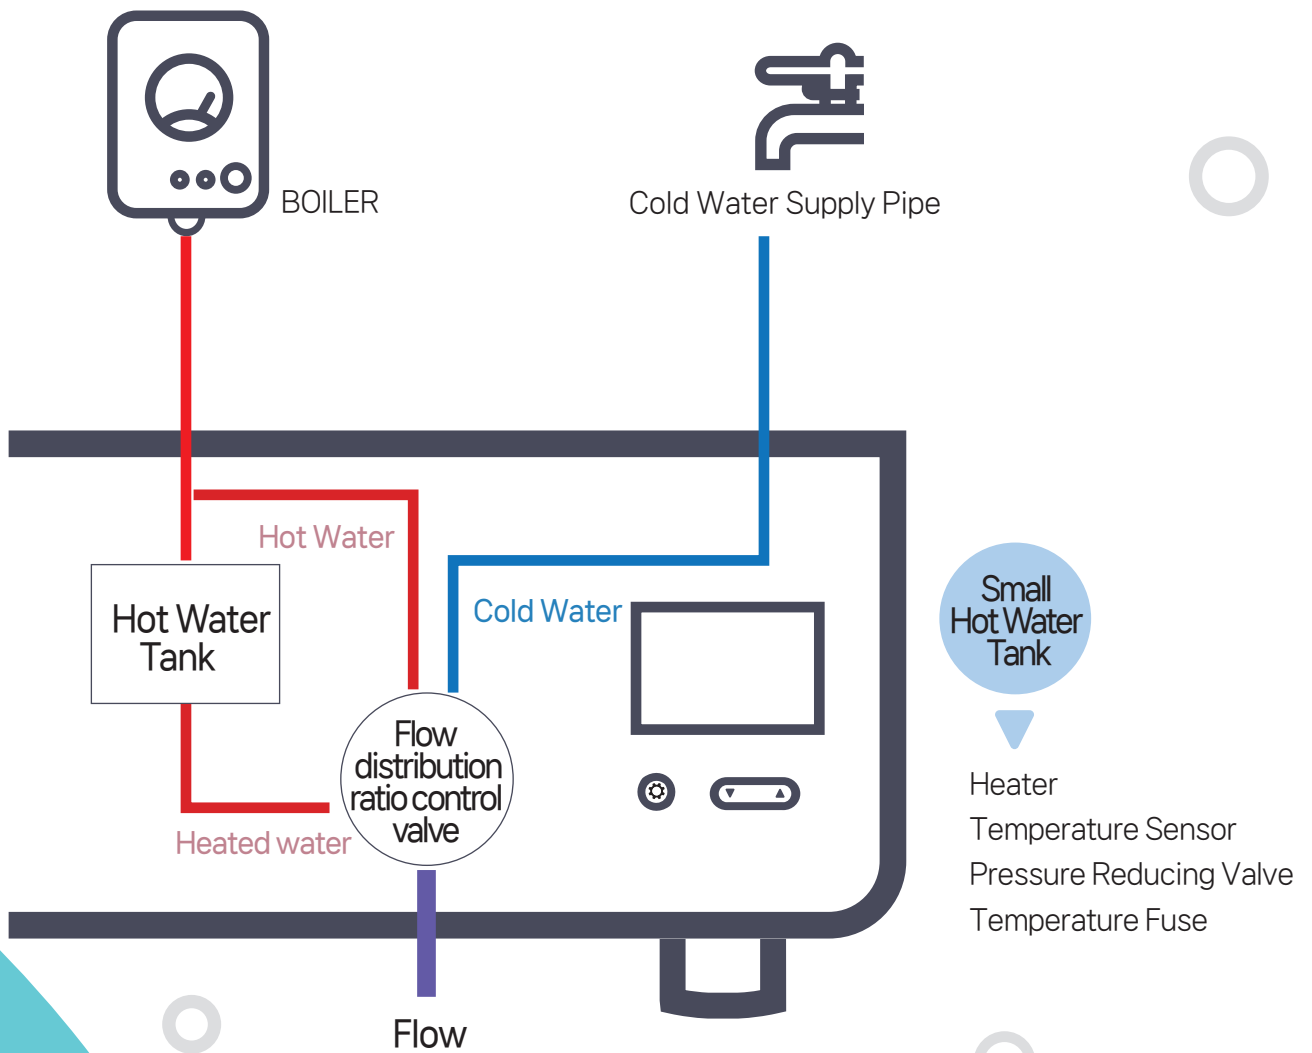 BOILER
Cold Water Supply Pipe
Hot Water
Hot Water
Tank
Cold Water
Small
Hot Water
Tank
Flow
distribution
ratio control
valve
Heated water
Heater
Temperature Sensor
Pressure Reducing Valve
Temperature Fuse
Flow